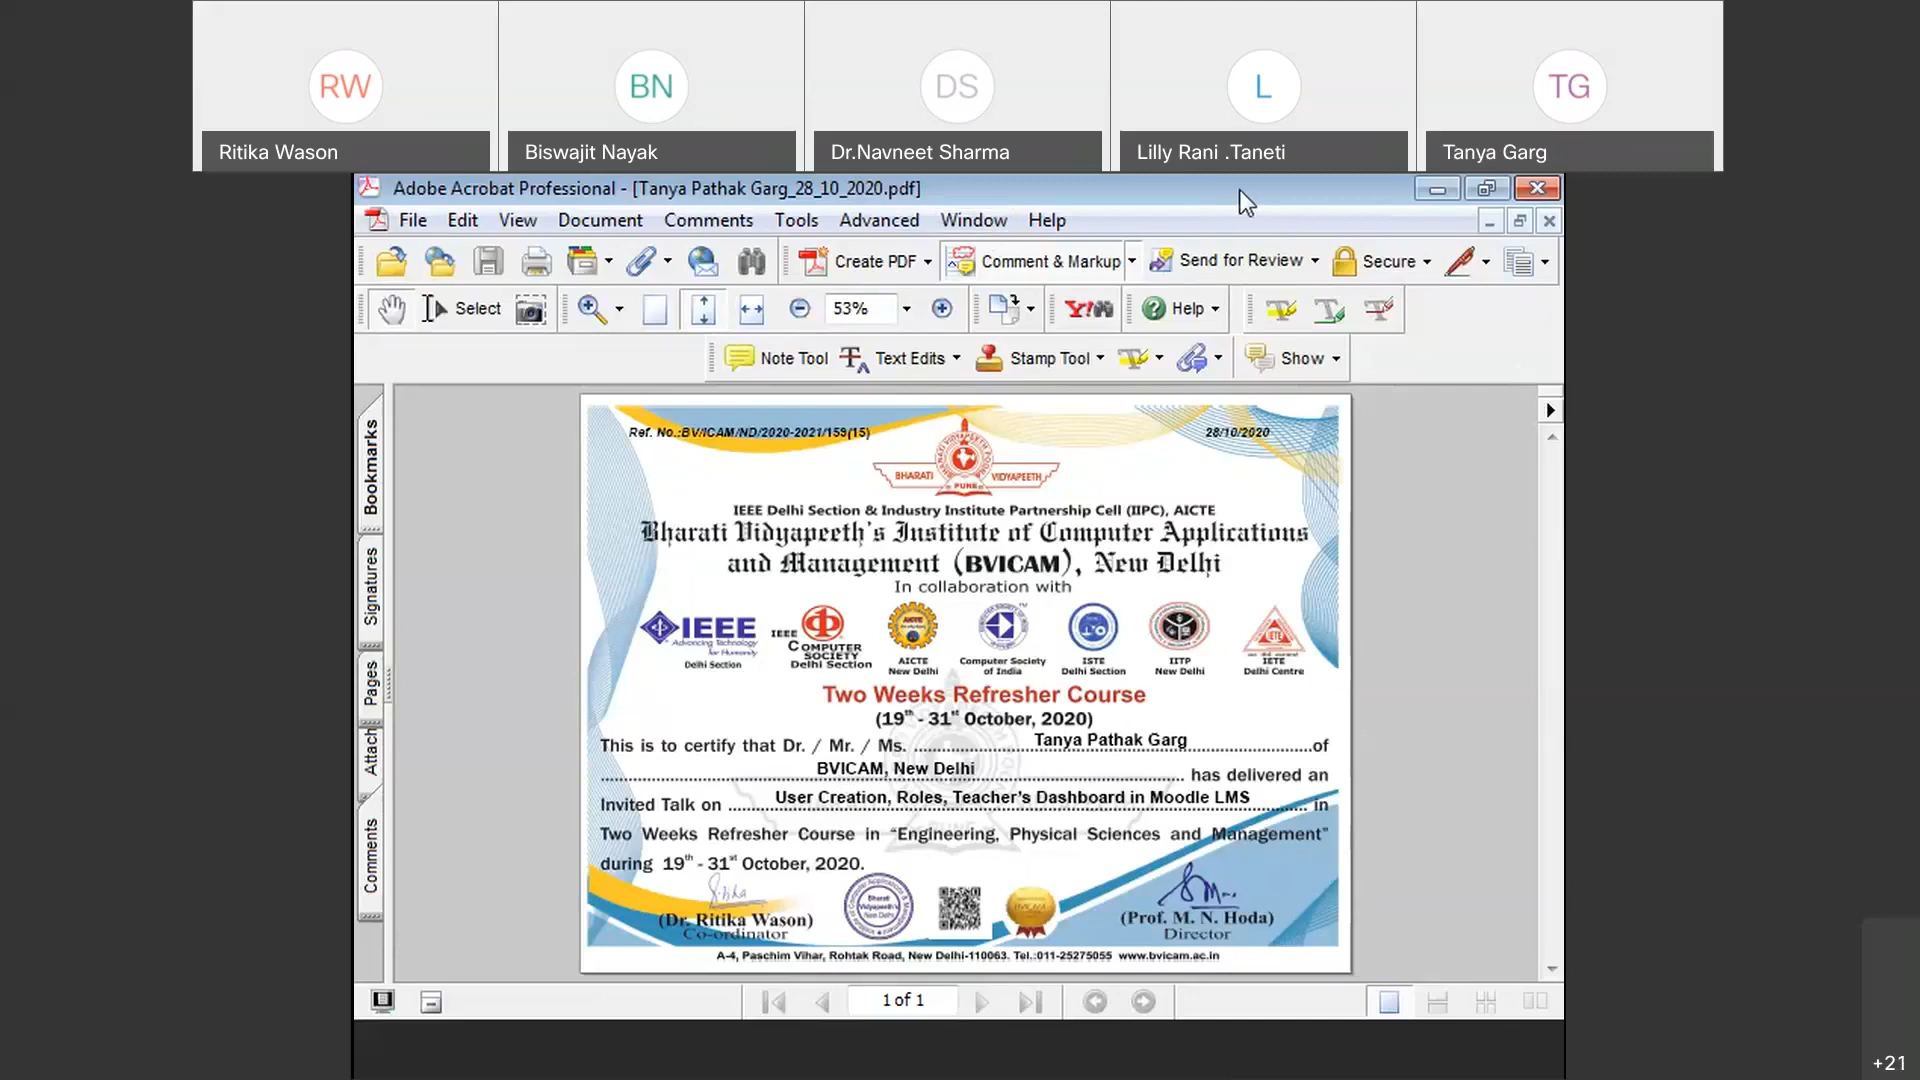 RW
BN
DS
L
TG
Ritika Wason
Biswajit Nayak
Dr.Navneet Sharma
Lilly Rani .Taneti
Tanya Garg
Adobe Acrobat Professional - [Tanya Pathak Garg_28_10_2020.pdf]
File Edit View Document Comments Tools Advanced Window Help
Create PDF Comment & Markup Send for Review Secure
Select 53% Y! Help
Note Tool Text Edits Stamp Tool Show
Bookmarks
Signatures
Pages
Attach
Comments
Ref. No.:BV/ICAM/ND/2020-2021/159(15) 28/10/2020
BHARATI VIDYAPEETH
PUNE
IEEE Delhi Section & Industry Institute Partnership Cell (IIPC), AICTE
Bharati Vidyapeeth's Institute of Computer Applications
and Management (BVICAM), New Delhi
In collaboration with
IEEE
Advancing Technology
for Humanity
Delhi Section
IEEE
COMPUTER
SOCIETY
Delhi Section
AICTE
New Delhi
Computer Society
of India
ISTE
Delhi Section
IITP
New Delhi
IETE
Delhi Centre
Two Weeks Refresher Course
(19th - 31st October, 2020)
This is to certify that Dr. / Mr. / Ms. Tanya Pathak Garg of
BVICAM, New Delhi has delivered an
Invited Talk on User Creation, Roles, Teacher's Dashboard in Moodle LMS in
Two Weeks Refresher Course in “Engineering, Physical Sciences and Management”
during 19th - 31st October, 2020.
(Dr. Ritika Wason)
Co-ordinator
Bharati
Vidyapeeth's
New Delhi
(Prof. M. N. Hoda)
Director
A-4, Paschim Vihar, Rohtak Road, New Delhi-110063. Tel.:011-25275055 www.bvicam.ac.in
1 of 1
+21